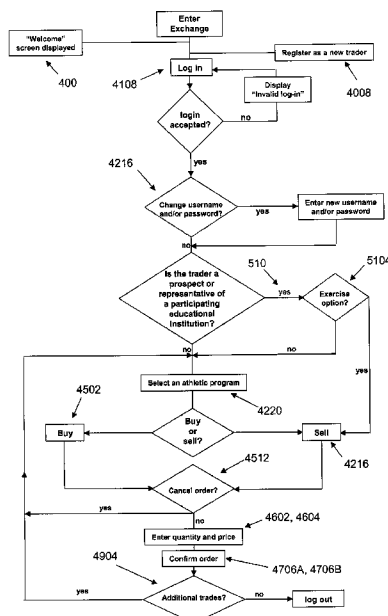 Enter
Exchange
"Welcome"
screen displayed
400
Register as a new trader
4008
4108
Log in
Display
"Invalid log-in"
login
accepted?
no
yes
4216
Change username
and/or password?
yes
Enter new username
and/or password
no
Is the trader a
prospect or
representative of
a participating
educational
Institution?
510
yes
5104
Exercise
option?
no
no
yes
Select an athletic program
4220
4502
Buy
Buy
or
sell?
Sell
4216
4512
Cancel order?
yes
no
Enter quantity and price
4602, 4604
Confirm order
4706A, 4706B
4904
Additional trades?
yes
no
log out